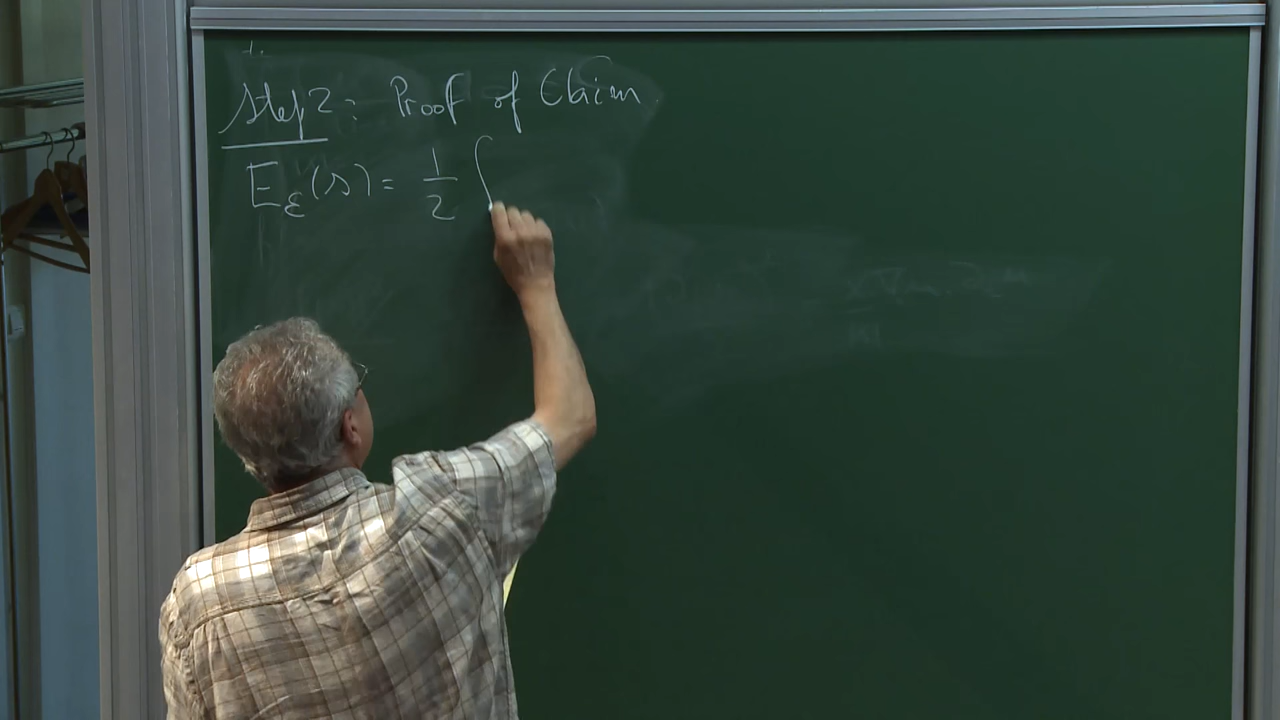 Step 2: Proof of Claim.
E_ε(s) = 1/2 ∫